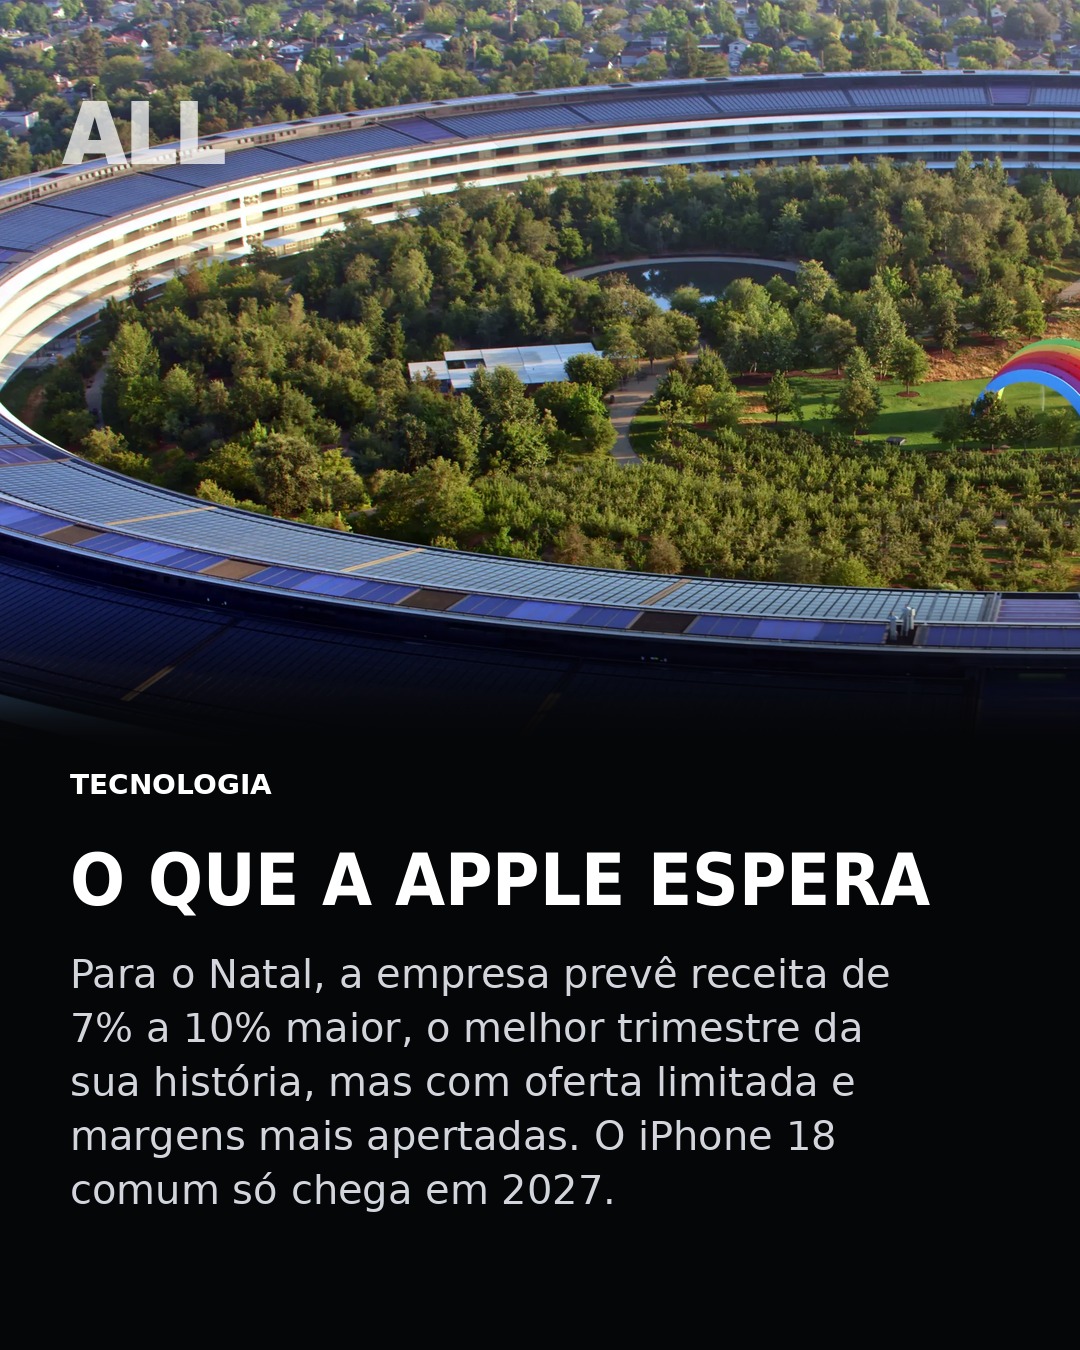 ALL
TECNOLOGIA
O QUE A APPLE ESPERA
Para o Natal, a empresa prevê receita de
7% a 10% maior, o melhor trimestre da
sua história, mas com oferta limitada e
margens mais apertadas. O iPhone 18
comum só chega em 2027.